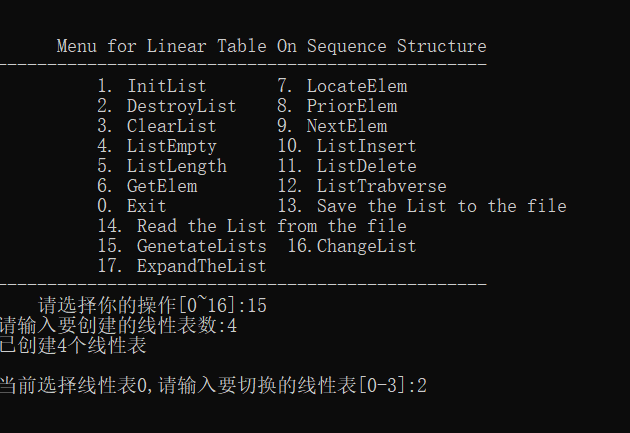 Menu for Linear Table On Sequence Structure
-------------------------------------------------
1. InitList 7. LocateElem
2. DestroyList 8. PriorElem
3. ClearList 9. NextElem
4. ListEmpty 10. ListInsert
5. ListLength 11. ListDelete
6. GetElem 12. ListTrabverse
0. Exit 13. Save the List to the file
14. Read the List from the file
15. GenetateLists 16.ChangeList
17. ExpandTheList
-------------------------------------------------
请选择你的操作[0~16]:15
请输入要创建的线性表数:4
已创建4个线性表
当前选择线性表0,请输入要切换的线性表[0-3]:2